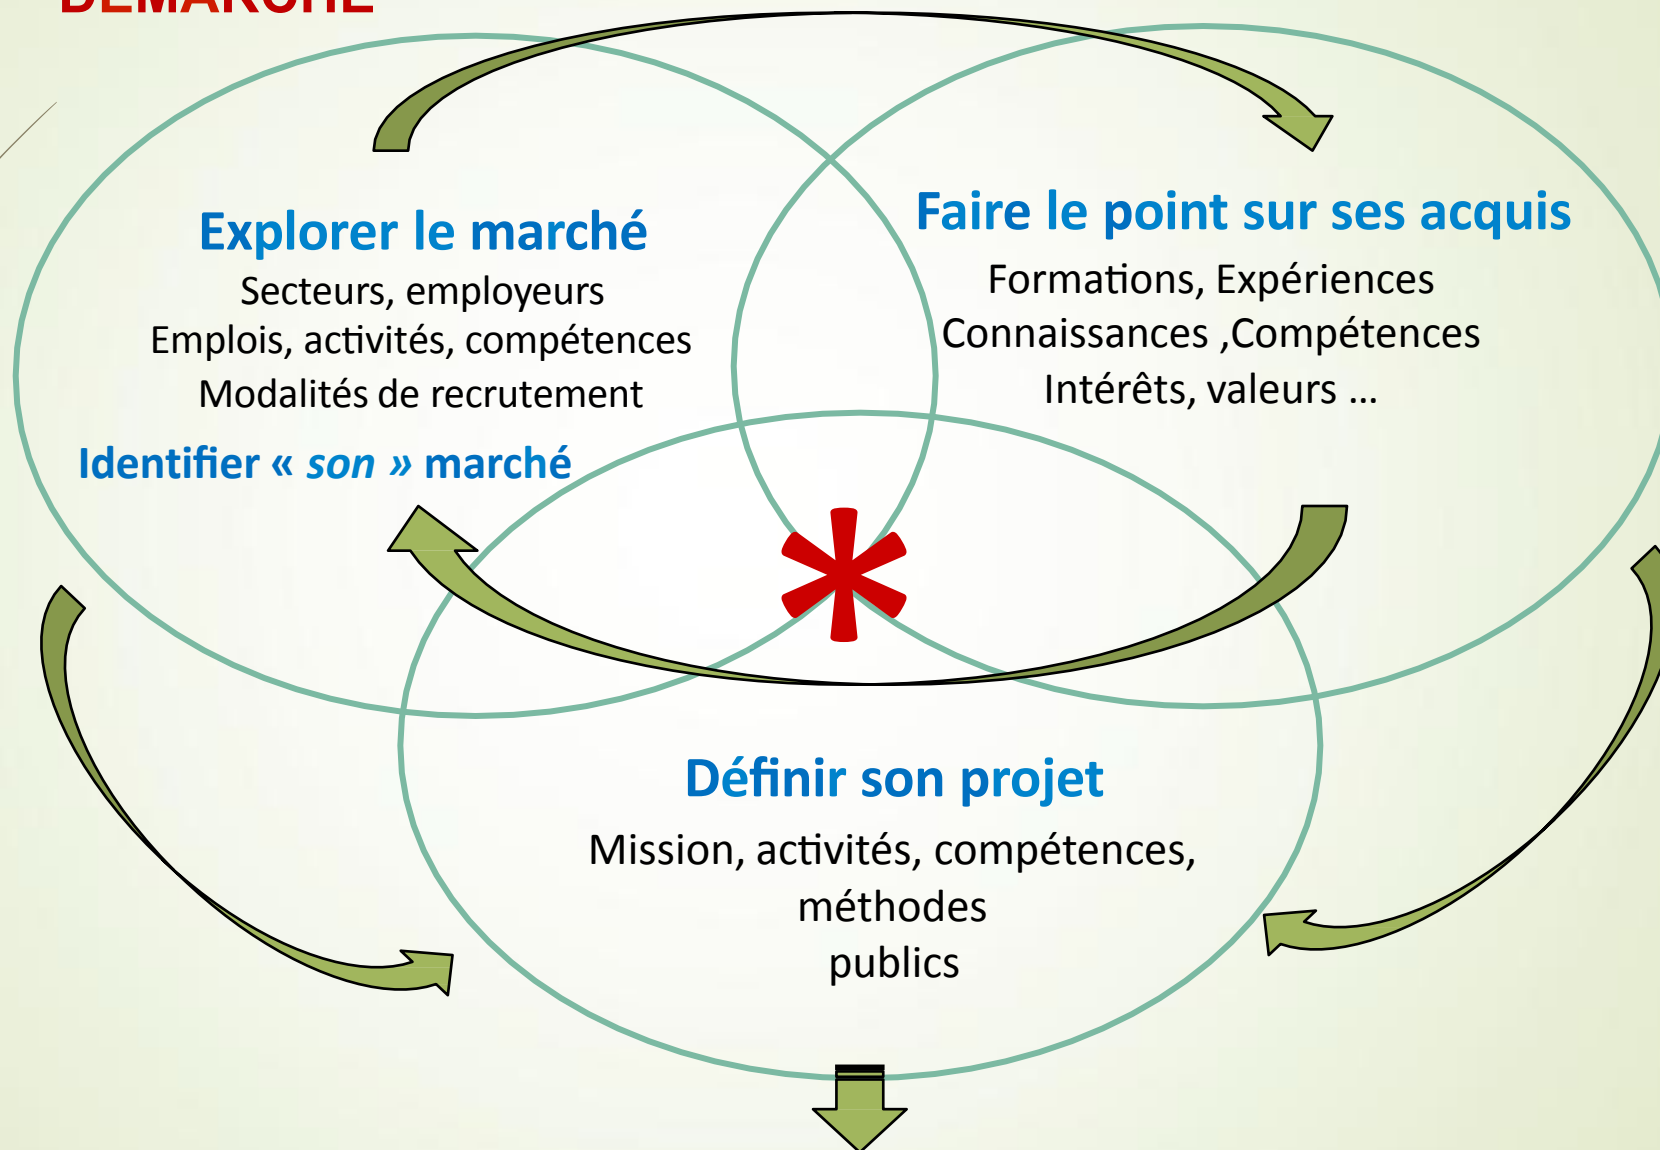 DEMARCHE
Explorer le marché
Secteurs, employeurs
Emplois, activités, compétences
Modalités de recrutement
Identifier « son » marché
Faire le point sur ses acquis
Formations, Expériences
Connaissances ,Compétences
Intérêts, valeurs ...
*
Définir son projet
Mission, activités, compétences,
méthodes
publics